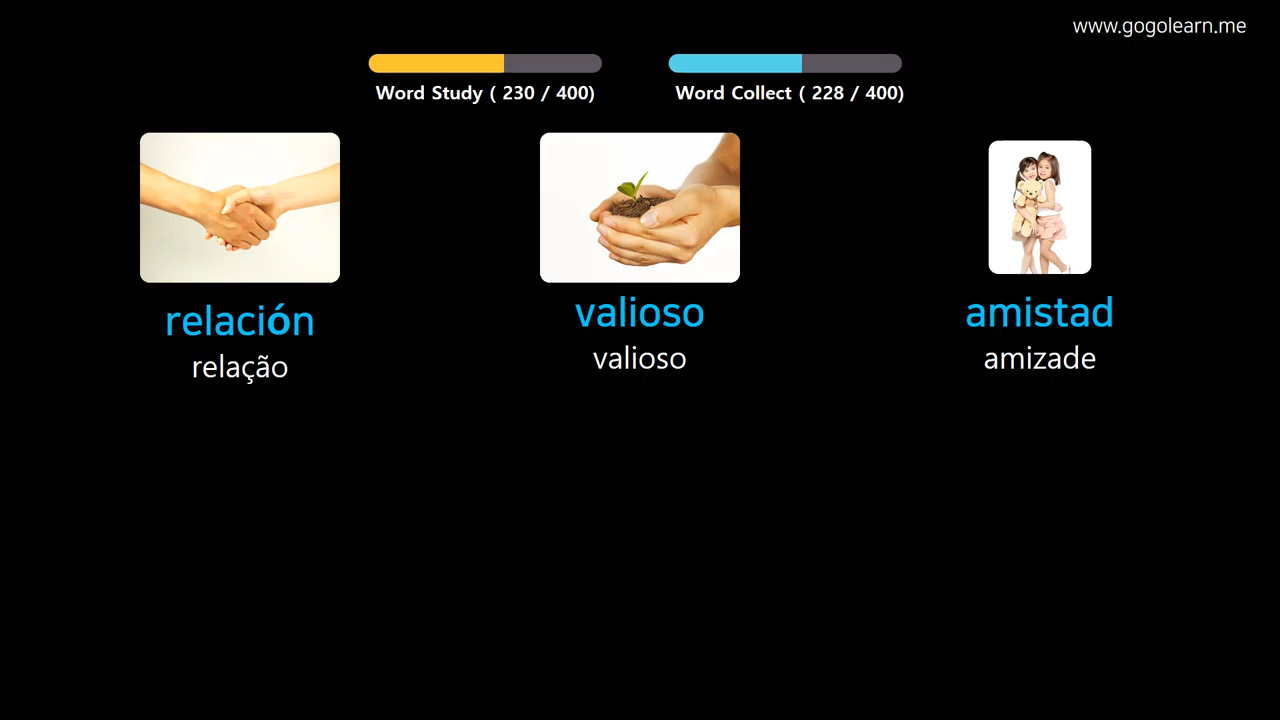 www.gogolearn.me
Word Study ( 230 / 400)
Word Collect ( 228 / 400)
relación
relação
valioso
valioso
amistad
amizade